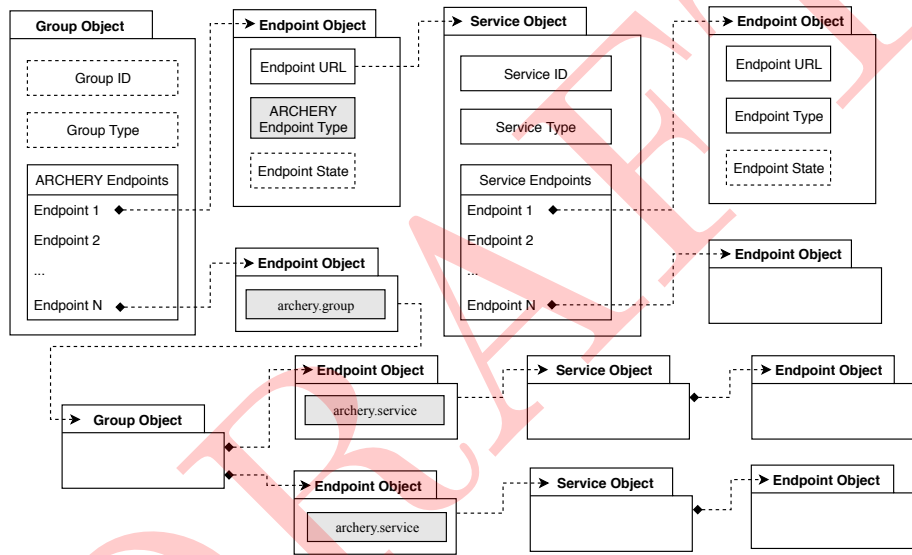 Group Object
Group ID
Group Type
ARCHERY Endpoints
Endpoint 1
Endpoint 2
...
Endpoint N
Endpoint Object
Endpoint URL
ARCHERY
Endpoint Type
Endpoint State
Endpoint Object
archery.group
Service Object
Service ID
Service Type
Service Endpoints
Endpoint 1
Endpoint 2
...
Endpoint N
Endpoint Object
Endpoint URL
Endpoint Type
Endpoint State
Endpoint Object
Group Object
Endpoint Object
archery.service
Service Object
Endpoint Object
Endpoint Object
archery.service
Service Object
Endpoint Object
DRAFT